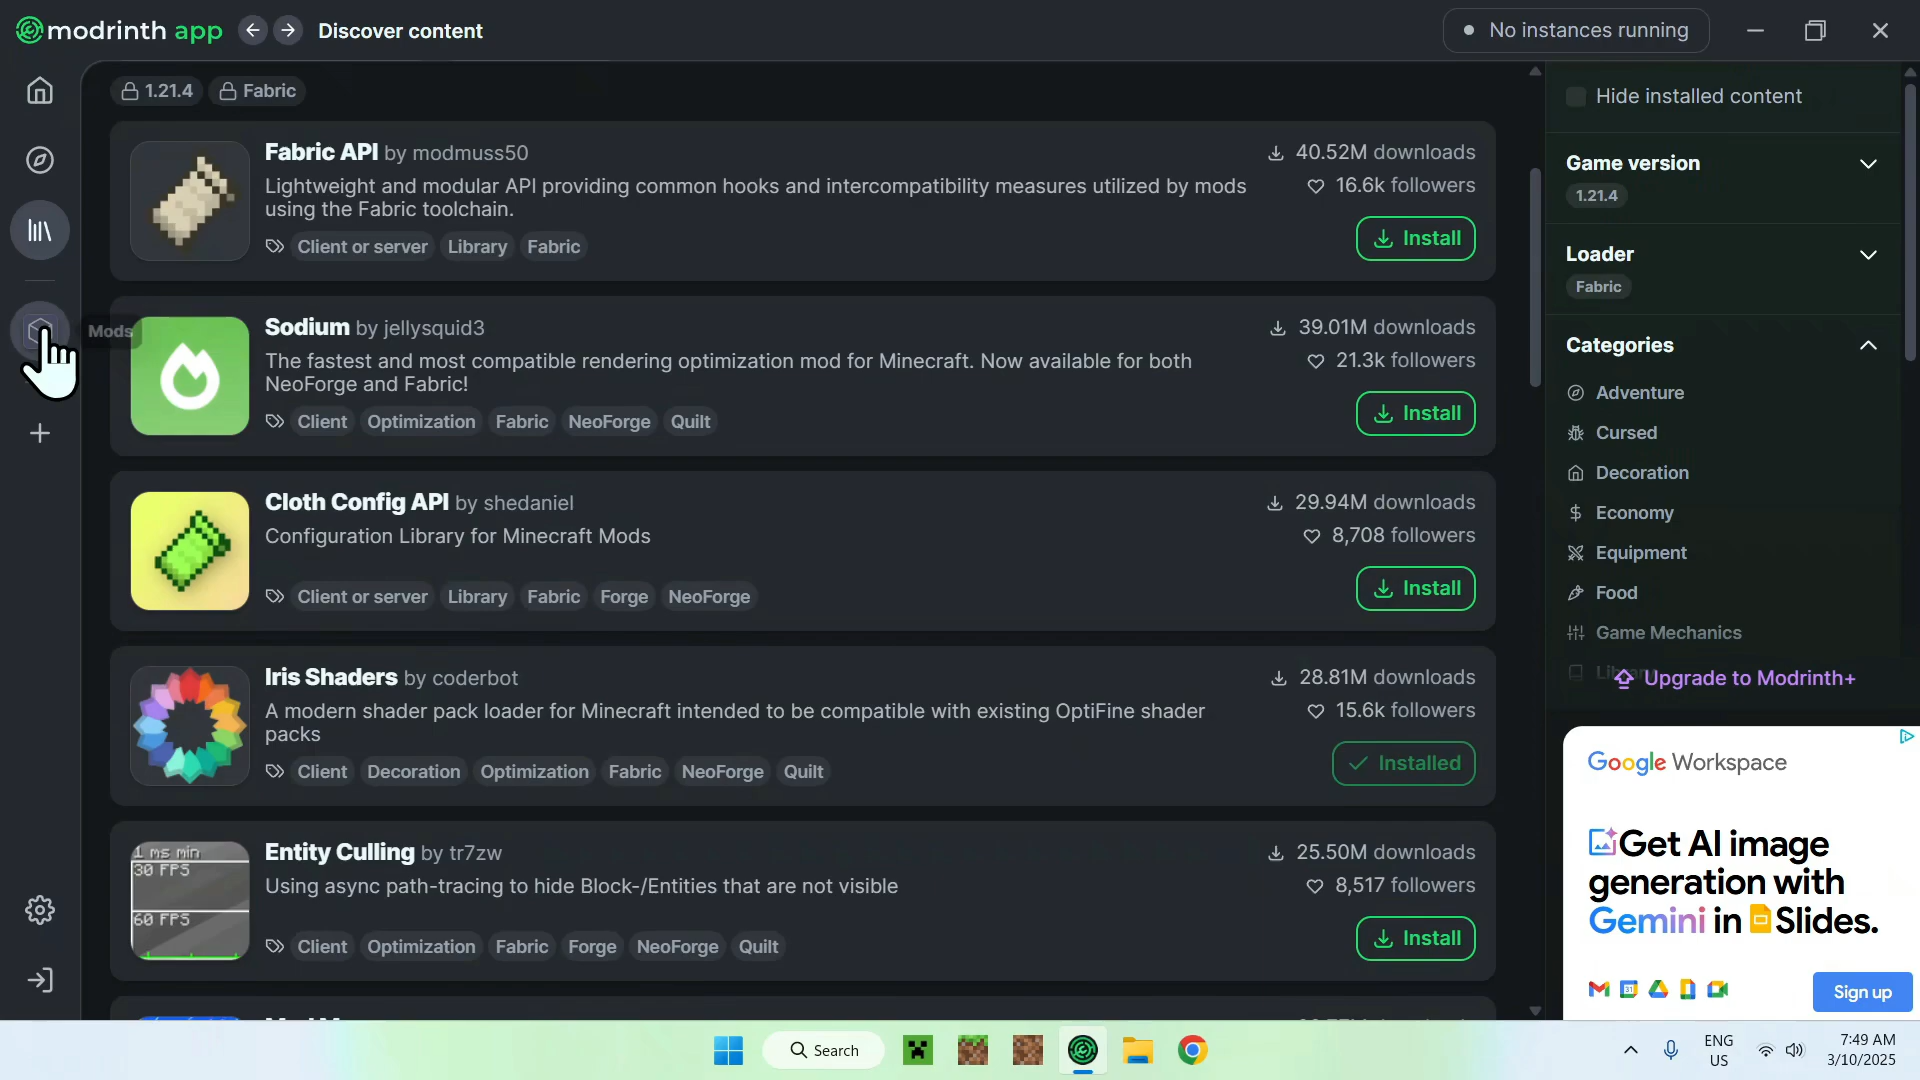 modrinth app
Discover content
No instances running
1.21.4
Fabric
Hide installed content
Fabric API by modmuss50
40.52M downloads
Lightweight and modular API providing common hooks and intercompatibility measures utilized by mods
using the Fabric toolchain.
16.6k followers
Client or server Library Fabric
Install
Game version
1.21.4
Loader
Fabric
Mods
Sodium by jellysquid3
39.01M downloads
The fastest and most compatible rendering optimization mod for Minecraft. Now available for both
NeoForge and Fabric!
21.3k followers
Client Optimization Fabric NeoForge Quilt
Install
Categories
Adventure
Cursed
Decoration
Economy
Equipment
Food
Game Mechanics
Upgrade to Modrinth+
Cloth Config API by shedaniel
29.94M downloads
Configuration Library for Minecraft Mods
8,708 followers
Client or server Library Fabric Forge NeoForge
Install
Iris Shaders by coderbot
28.81M downloads
A modern shader pack loader for Minecraft intended to be compatible with existing OptiFine shader
packs
15.6k followers
Client Decoration Optimization Fabric NeoForge Quilt
Installed
Entity Culling by tr7zw
25.50M downloads
Using async path-tracing to hide Block-/Entities that are not visible
8,517 followers
1 ms min
30 FPS
60 FPS
Client Optimization Fabric Forge NeoForge Quilt
Install
Google Workspace
Get AI image
generation with
Gemini in Slides.
31
Sign up
Search
ENG
US
7:49 AM
3/10/2025